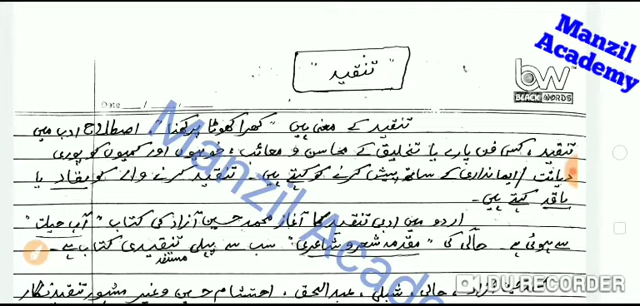 Manzil
Academy
" تنقید "
bw
BLACK WORDS
Date
تنقید کے معنی ہیں "کھرا کھوٹا پرکھنا" اصطلاح ادب میں
تنقید، کسی فن پارے یا تخلیق کے محاسن و معائب، خوبیوں اور کمیوں کو پوری
دیانت / ایمانداری کے ساتھ پیش کرنے کو کہتے ہیں۔ تنقید کرنے والے کو نقاد یا
ناقد کہتے ہیں۔
اردو میں ادبی تنقید کا آغاز محمد حسین آزاد کی کتاب "آب حیات"
سے ہوئی ہے۔ حالی کی "مقدمہ شعر و شاعری" سب سے پہلی تنقیدی کتاب ہے۔
مستند
حالی، شبلی، عبدالحق، احتشام حسین وغیرہ مشہور تنقید نگار
Manzil Academy
DU RECORDER